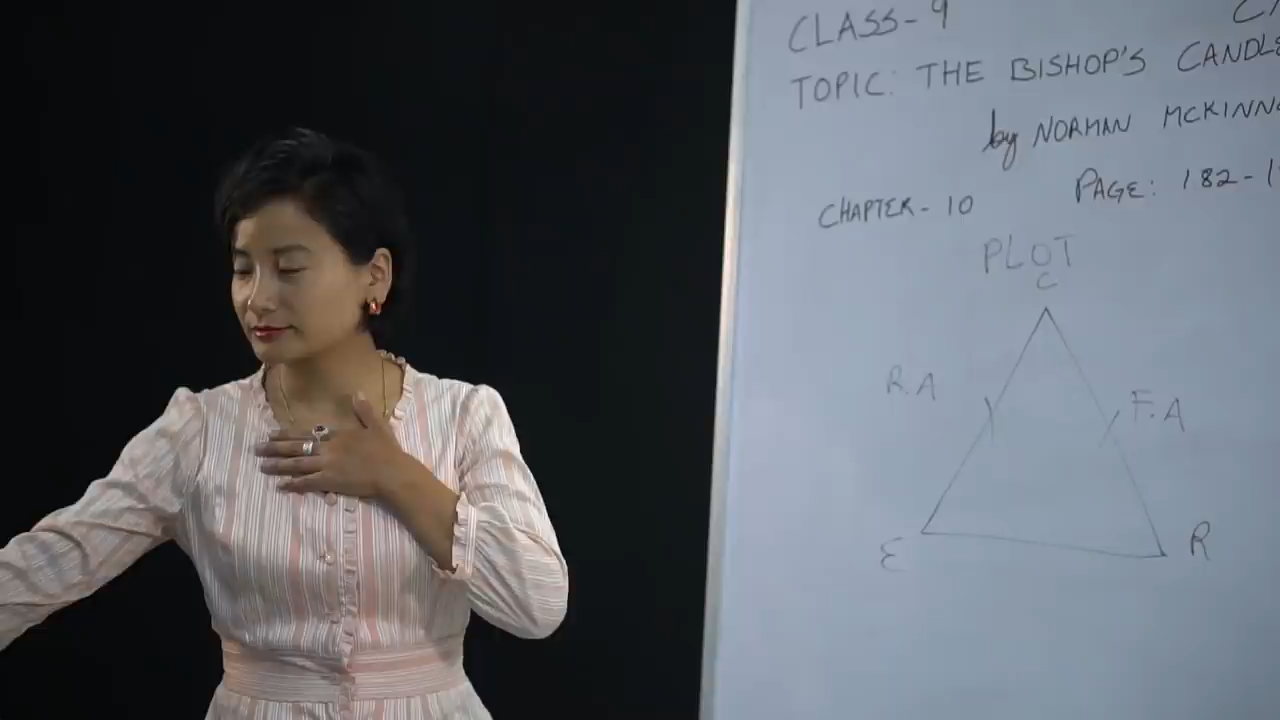 CLASS - 9
TOPIC: THE BISHOP'S
by NORMAN
CHAPTER - 10 PAGE: 182 -
PLOT
C
R.A
F.A
E
R